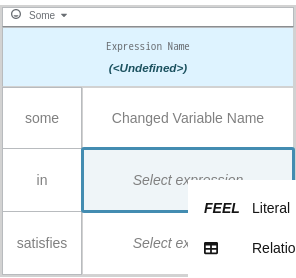 Some
Expression Name
(<Undefined>)
some
Changed Variable Name
in
Select expression
FEEL Literal
satisfies
Select ex
Relatio